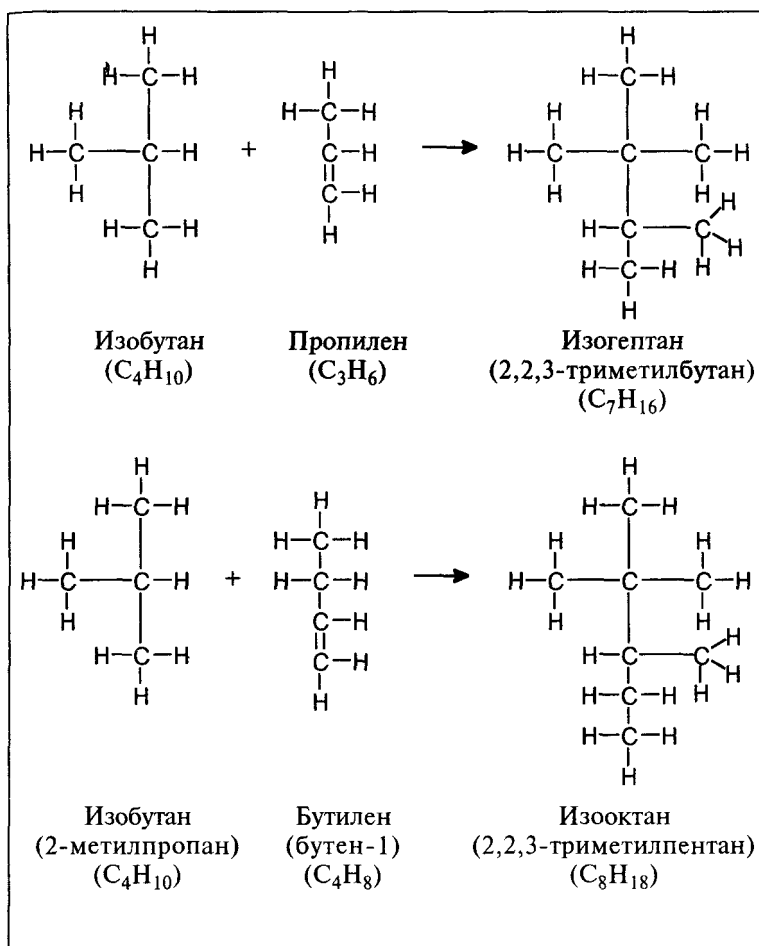 H
H–C–H
H
H–C–C–H
H
H–C–H
H
+
H
H–C–H
C–H
C–H
H
H
H–C–H
H H
H–C–C–C–H
H H
H–C–C–H
H H
H–C–H
H
Изобутан
(C₄H₁₀)
Пропилен
(C₃H₆)
Изогептан
(2,2,3-триметилбутан)
(C₇H₁₆)
H
H–C–H
H
H–C–C–H
H
H–C–H
H
+
H
H–C–H
H–C–H
C–H
C–H
H
H
H–C–H
H H
H–C–C–C–H
H H
H–C–C–H
H H
H–C–H
H–C–H
H
Изобутан
(2-метилпропан)
(C₄H₁₀)
Бутилен
(бутен-1)
(C₄H₈)
Изооктан
(2,2,3-триметилпентан)
(C₈H₁₈)